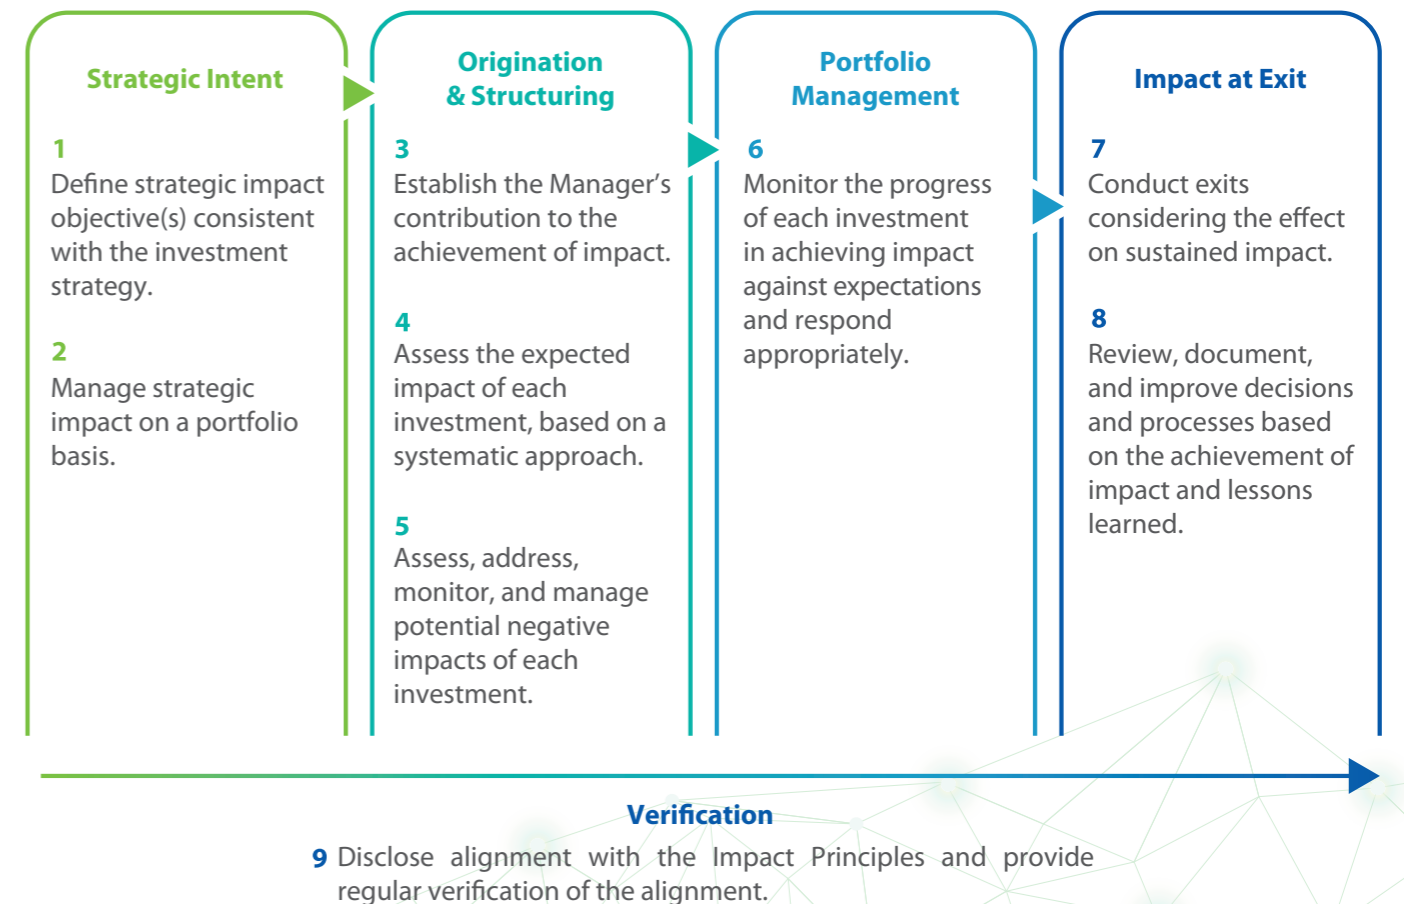 Strategic Intent
1
Define strategic impact
objective(s) consistent
with the investment
strategy.
2
Manage strategic
impact on a portfolio
basis.
Origination
& Structuring
3
Establish the Manager’s
contribution to the
achievement of impact.
4
Assess the expected
impact of each
investment, based on a
systematic approach.
5
Assess, address,
monitor, and manage
potential negative
impacts of each
investment.
Portfolio
Management
6
Monitor the progress
of each investment
in achieving impact
against expectations
and respond
appropriately.
Impact at Exit
7
Conduct exits
considering the effect
on sustained impact.
8
Review, document,
and improve decisions
and processes based
on the achievement of
impact and lessons
learned.
Verification
9 Disclose alignment with the Impact Principles and provide
regular verification of the alignment.